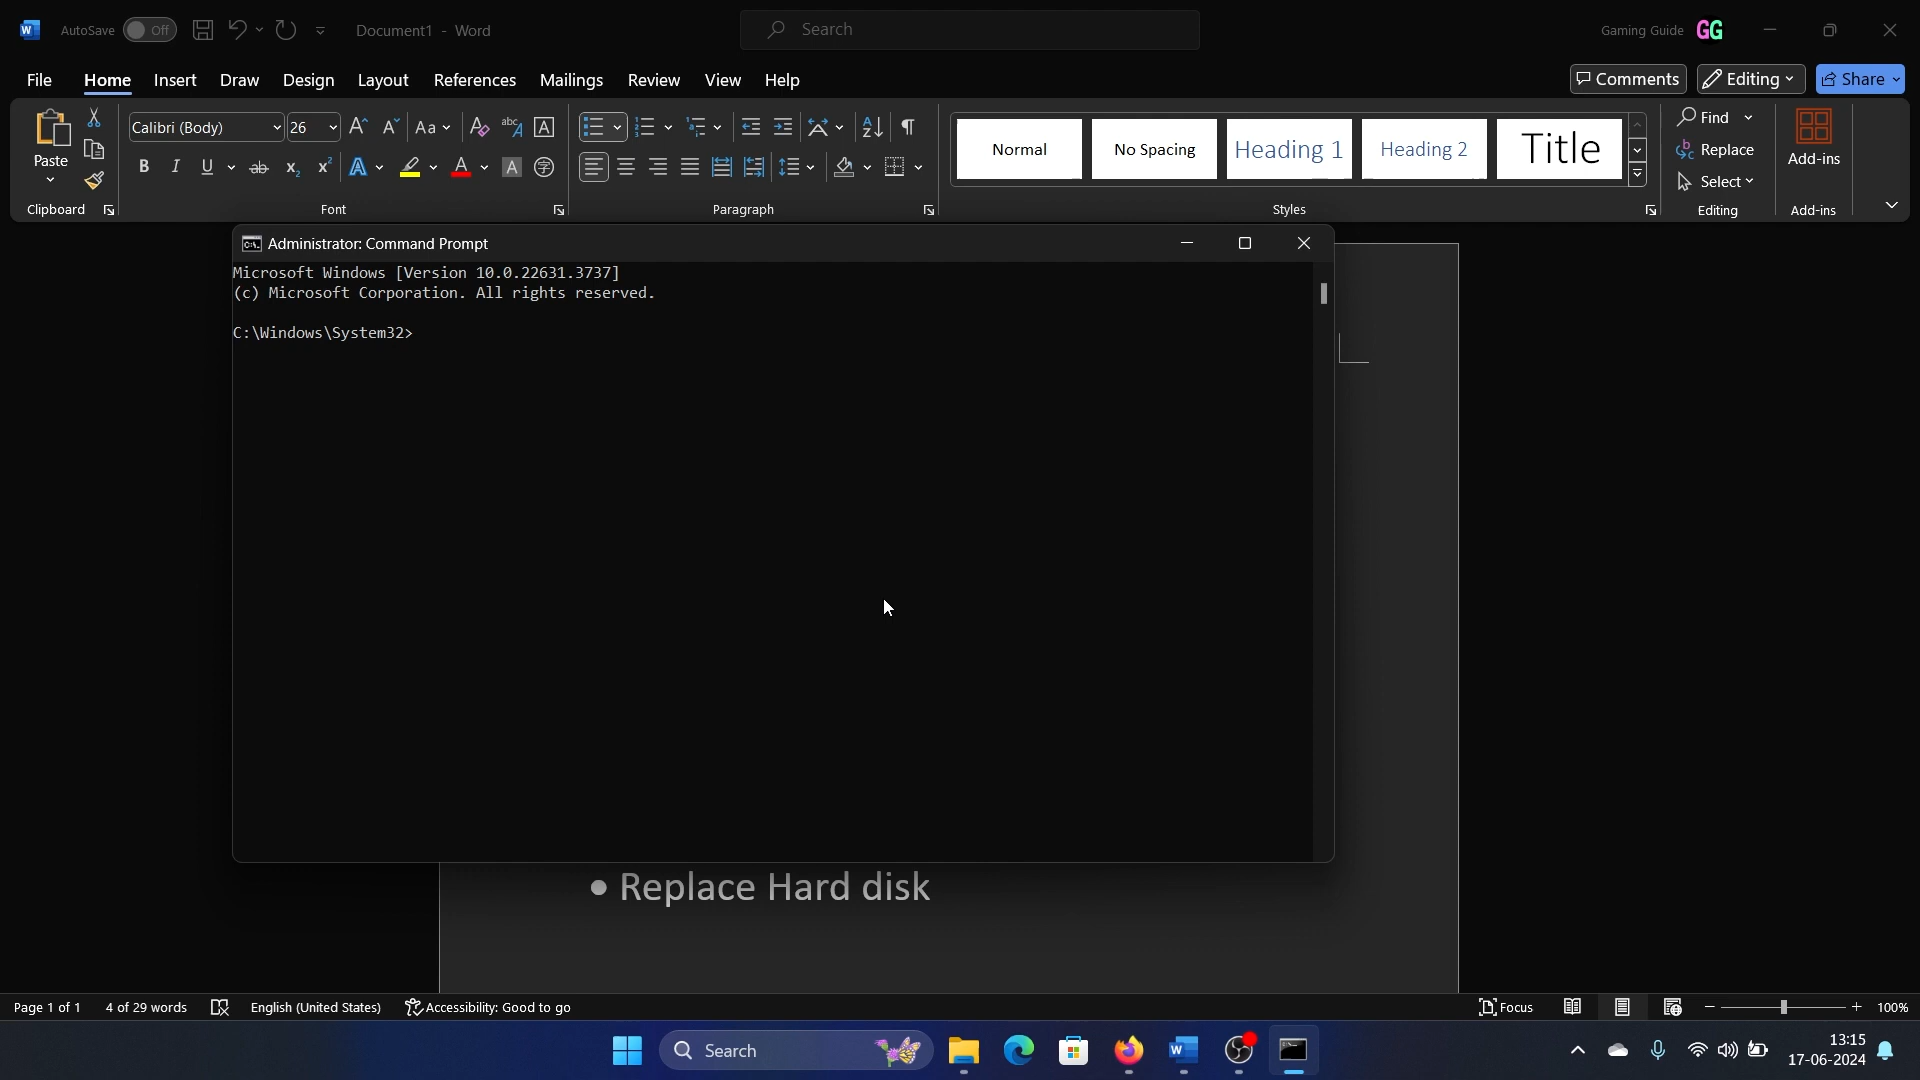 AutoSave Off Document1 - Word Search Gaming Guide GG
File Home Insert Draw Design Layout References Mailings Review View Help Comments Editing Share
Paste
Clipboard
Calibri (Body) 26 Aa
Font
Paragraph
Normal No Spacing Heading 1 Heading 2 Title
Styles
Find
Replace
Select
Editing
Add-ins
Add-ins
Administrator: Command Prompt
Microsoft Windows [Version 10.0.22631.3737]
(c) Microsoft Corporation. All rights reserved.
C:\Windows\System32>
• Replace Hard disk
Page 1 of 1 4 of 29 words English (United States) Accessibility: Good to go Focus 100%
Search
13:15
17-06-2024